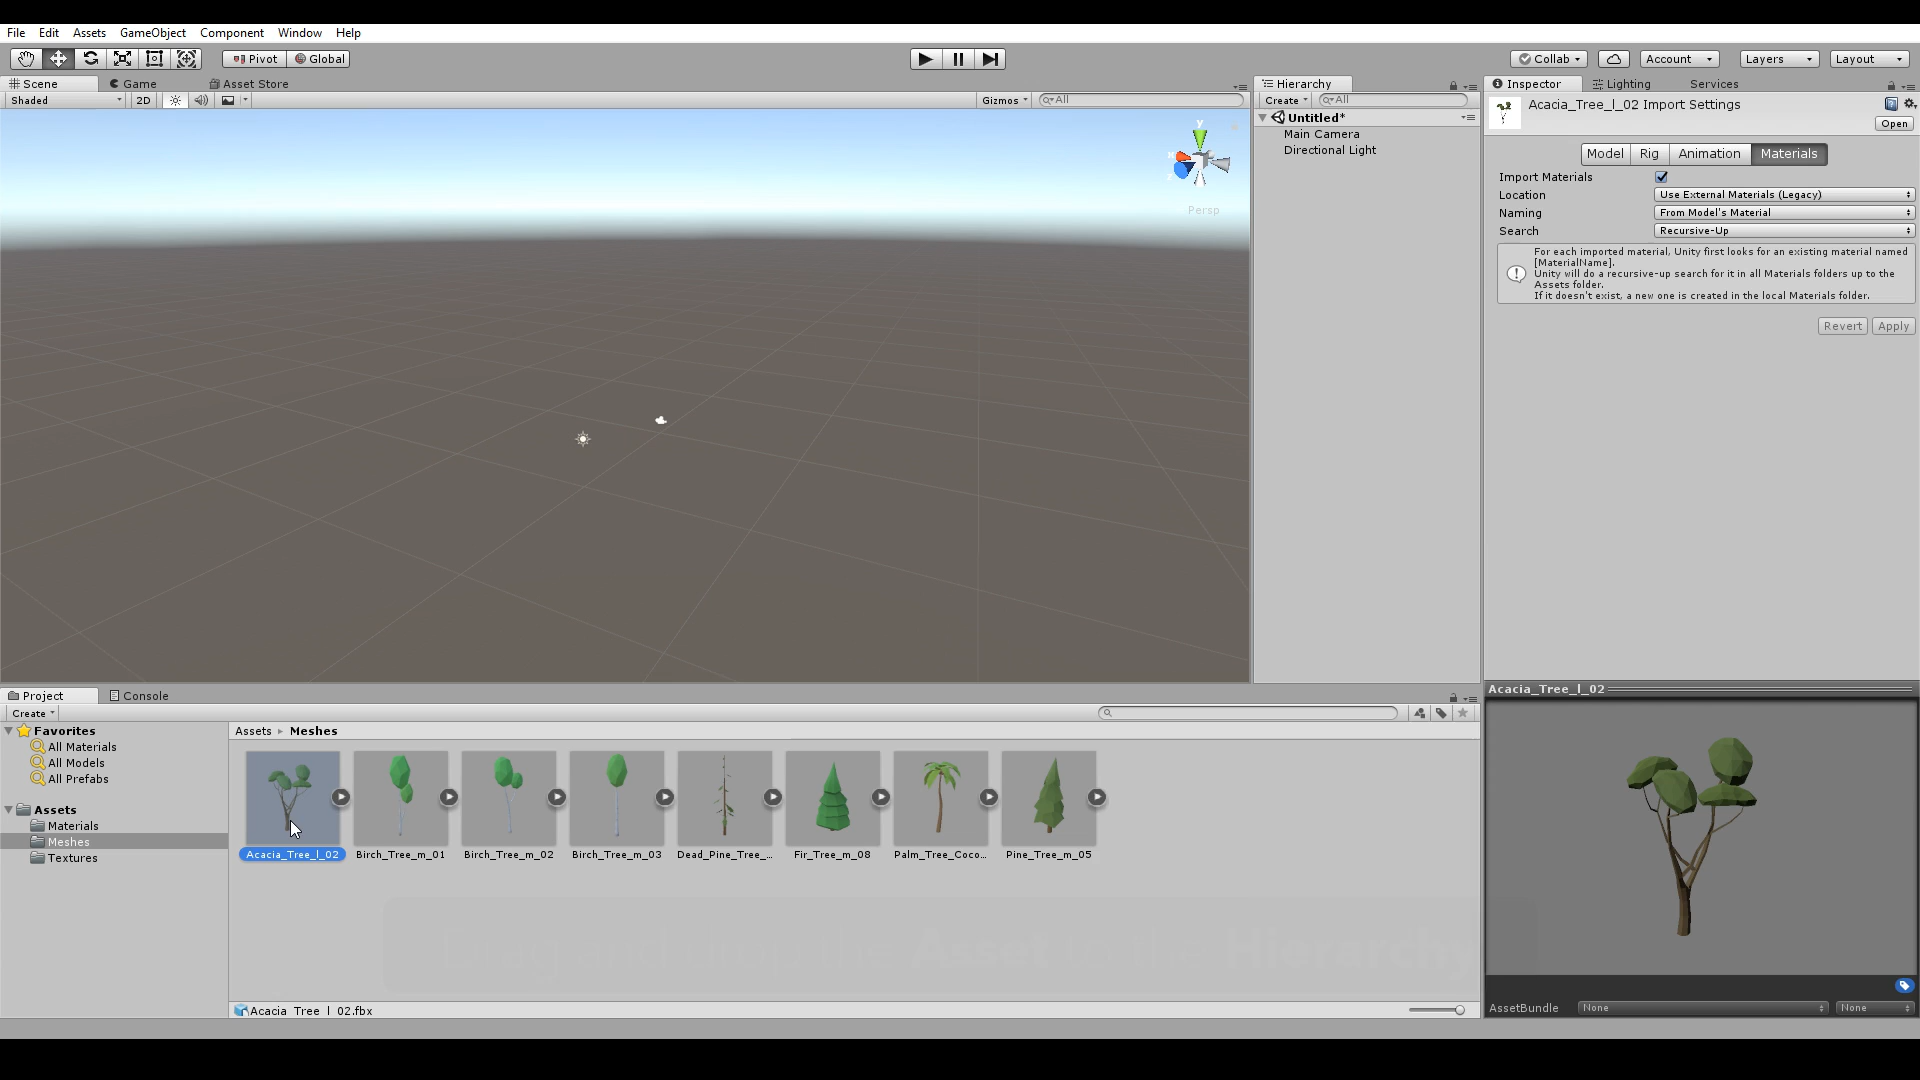 File Edit Assets GameObject Component Window Help
Pivot Global Collab Account Layers Layout
Scene Game Asset Store
Shaded 2D Gizmos All
y
x
z
Persp
Hierarchy
Create All
Untitled*
Main Camera
Directional Light
Inspector Lighting Services
Acacia_Tree_l_02 Import Settings
Open
Model Rig Animation Materials
Import Materials
Location Use External Materials (Legacy)
Naming From Model's Material
Search Recursive-Up
For each imported material, Unity first looks for an existing material named
[MaterialName].
Unity will do a recursive-up search for it in all Materials folders up to the
Assets folder.
If it doesn't exist, a new one is created in the local Materials folder.
Revert Apply
Project Console
Create
Favorites
All Materials
All Models
All Prefabs
Assets
Materials
Meshes
Textures
Assets Meshes
Acacia_Tree_l_02 Birch_Tree_m_01 Birch_Tree_m_02 Birch_Tree_m_03 Dead_Pine_Tree_... Fir_Tree_m_08 Palm_Tree_Coco... Pine_Tree_m_05
Drag and drop the Asset to the Hierarchy
Acacia_Tree_l_02.fbx
Acacia_Tree_l_02
AssetBundle None None